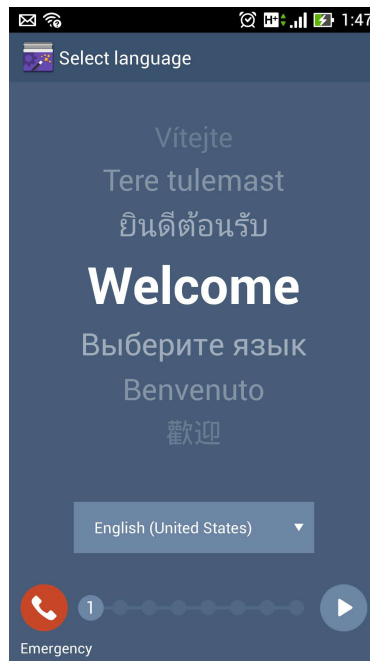 1:47
Select language
Vítejte
Tere tulemast
ยินดีต้อนรับ
Welcome
Выберите язык
Benvenuto
歡迎
English (United States)
1
Emergency